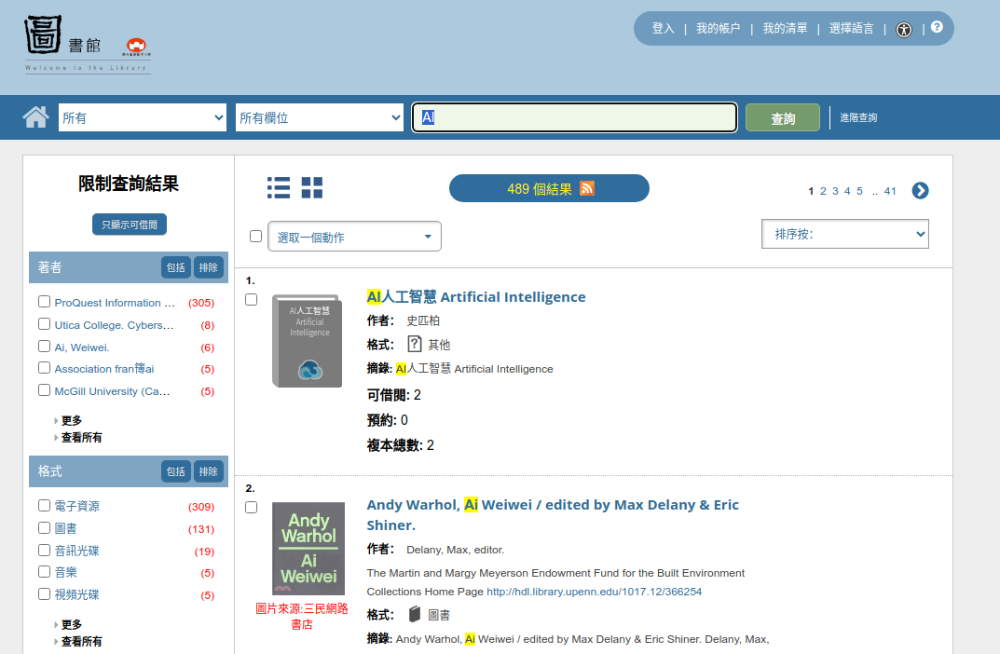 圖書館
Welcome to the Library
登入 | 我的帳户 | 我的清單 | 選擇語言 | | ?
所有 所有欄位 AI 查詢 進階查詢
限制查詢結果
只顯示可借閱
著者 包括 排除
ProQuest Information ... (305)
Utica College. Cybers... (8)
Ai, Weiwei. (6)
Association fran慱ai (5)
McGill University (Ca... (5)
更多
查看所有
格式 包括 排除
電子資源 (309)
圖書 (131)
音訊光碟 (19)
音樂 (5)
視頻光碟 (5)
更多
查看所有
489 個結果
1 2 3 4 5 .. 41
選取一個動作
排序按:
1.
AI人工智慧
Artificial
Intelligence
AI人工智慧 Artificial Intelligence
作者: 史匹柏
格式: 其他
摘錄: AI人工智慧 Artificial Intelligence
可借閱: 2
預約: 0
複本總數: 2
2.
Andy
Warhol
Ai
Weiwei
圖片來源:三民網路
書店
Andy Warhol, Ai Weiwei / edited by Max Delany & Eric
Shiner.
作者: Delany, Max, editor.
The Martin and Margy Meyerson Endowment Fund for the Built Environment
Collections Home Page http://hdl.library.upenn.edu/1017.12/366254
格式: 圖書
摘錄: Andy Warhol, Ai Weiwei / edited by Max Delany & Eric Shiner. Delany, Max,